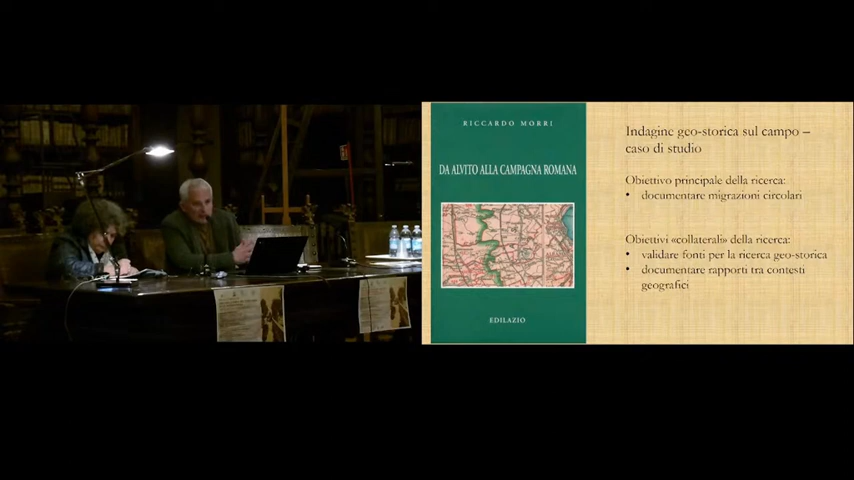 RICCARDO MORRI
DA ALVITO ALLA CAMPAGNA ROMANA
EDILAZIO
Indagine geo-storica sul campo –
caso di studio
Obiettivo principale della ricerca:
• documentare migrazioni circolari
Obiettivi «collaterali» della ricerca:
• validare fonti per la ricerca geo-storica
• documentare rapporti tra contesti
geografici